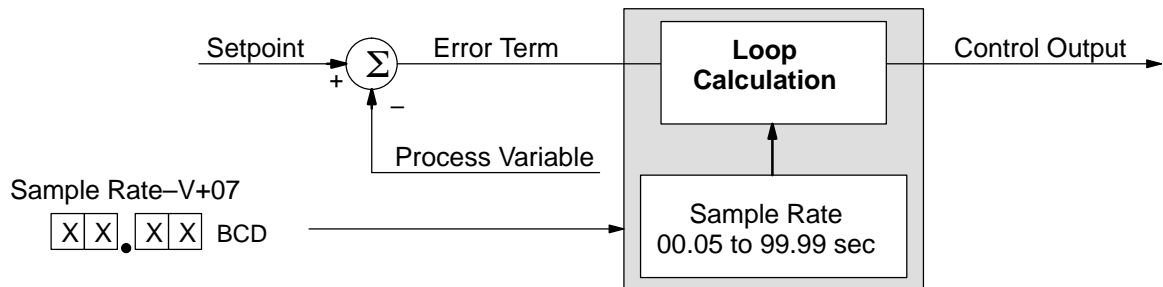 Setpoint
Error Term
Loop
Calculation
Control Output
Σ
+
–
Process Variable
Sample Rate–V+07
X X . X X BCD
Sample Rate
00.05 to 99.99 sec